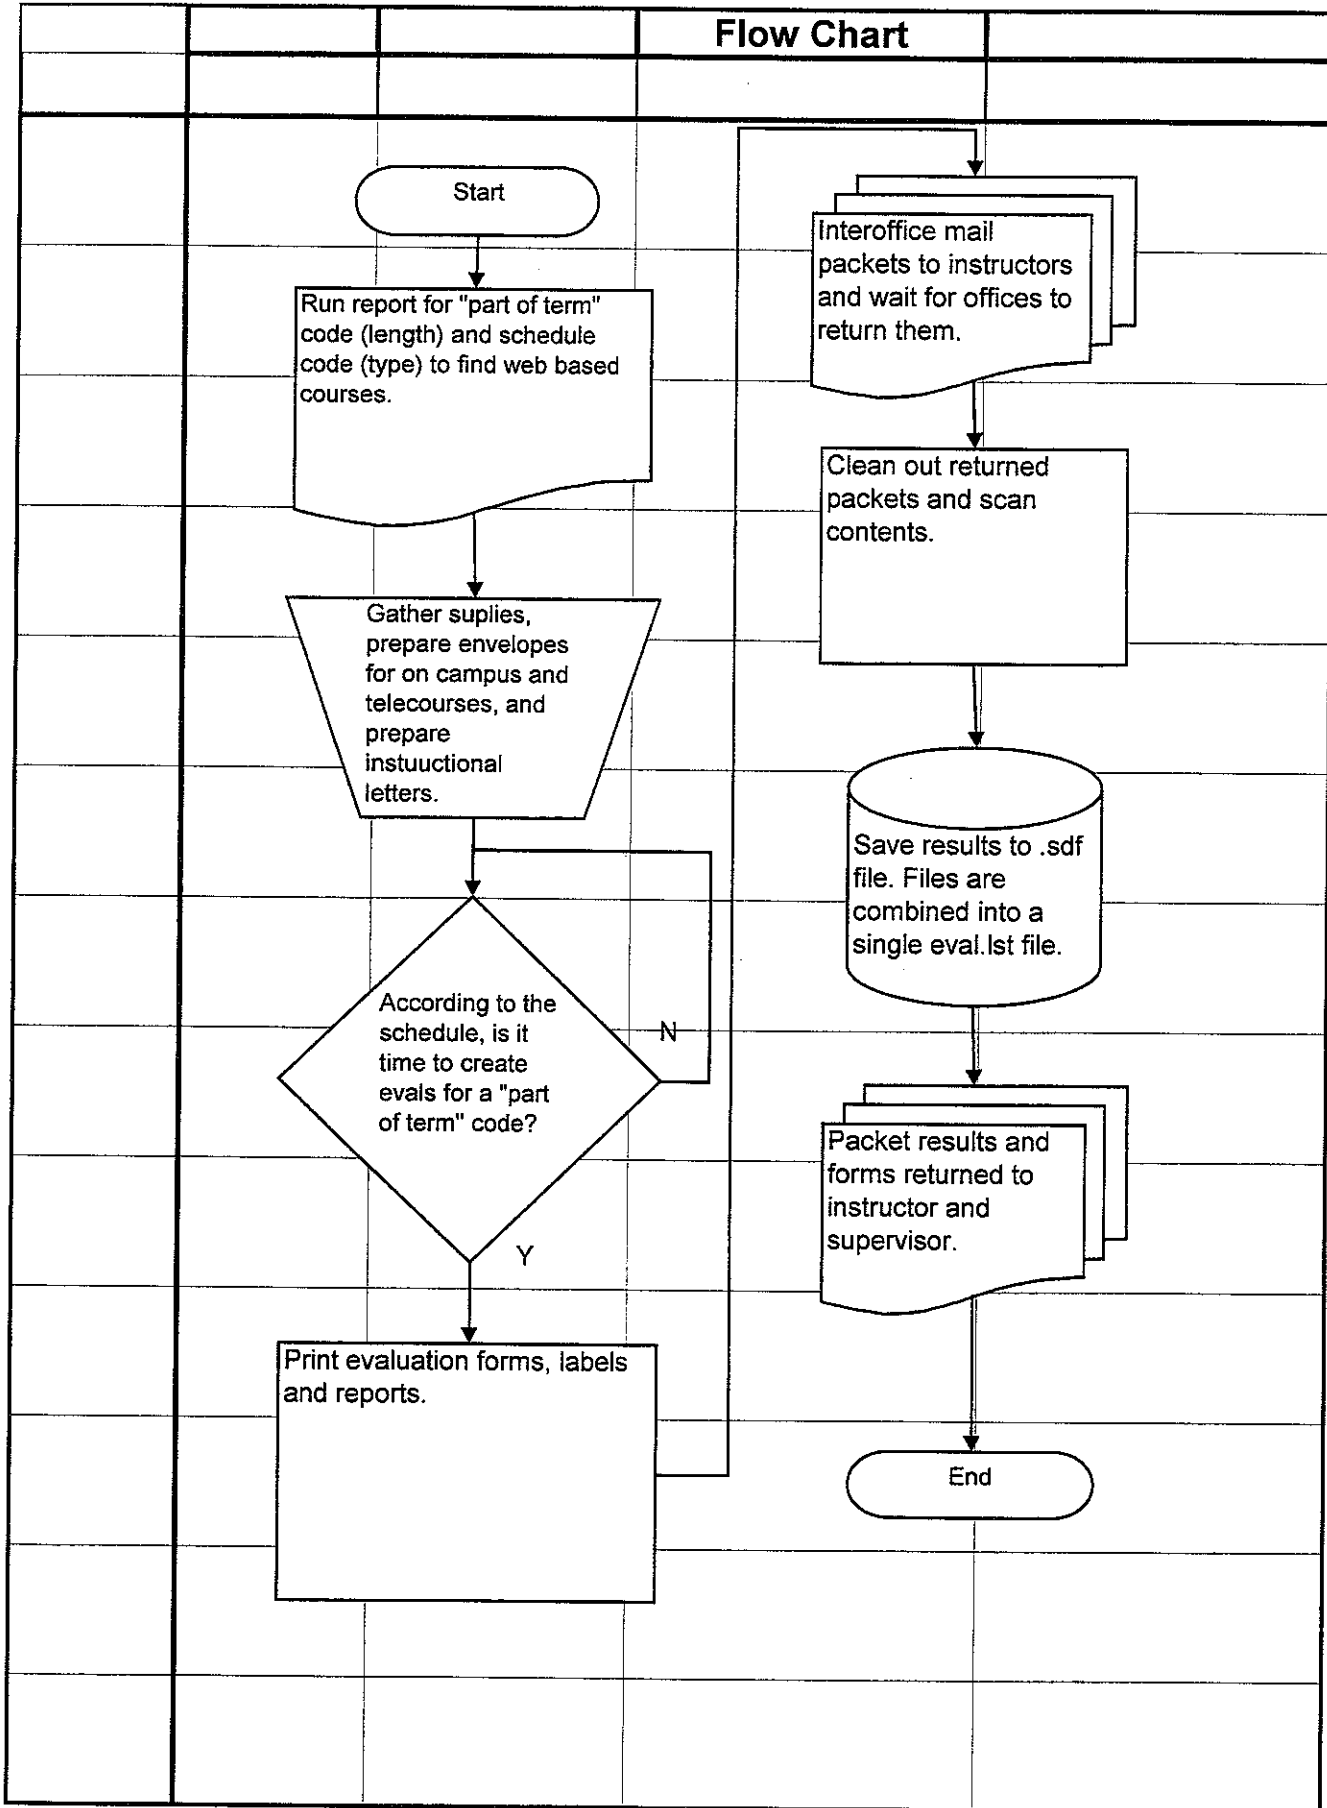 Flow Chart
Start
Run report for "part of term"
code (length) and schedule
code (type) to find web based
courses.
Gather suplies,
prepare envelopes
for on campus and
telecourses, and
prepare
instuuctional
letters.
According to the
schedule, is it
time to create
evals for a "part
of term" code?
N
Y
Print evaluation forms, labels
and reports.
Interoffice mail
packets to instructors
and wait for offices to
return them.
Clean out returned
packets and scan
contents.
Save results to .sdf
file. Files are
combined into a
single eval.lst file.
Packet results and
forms returned to
instructor and
supervisor.
End